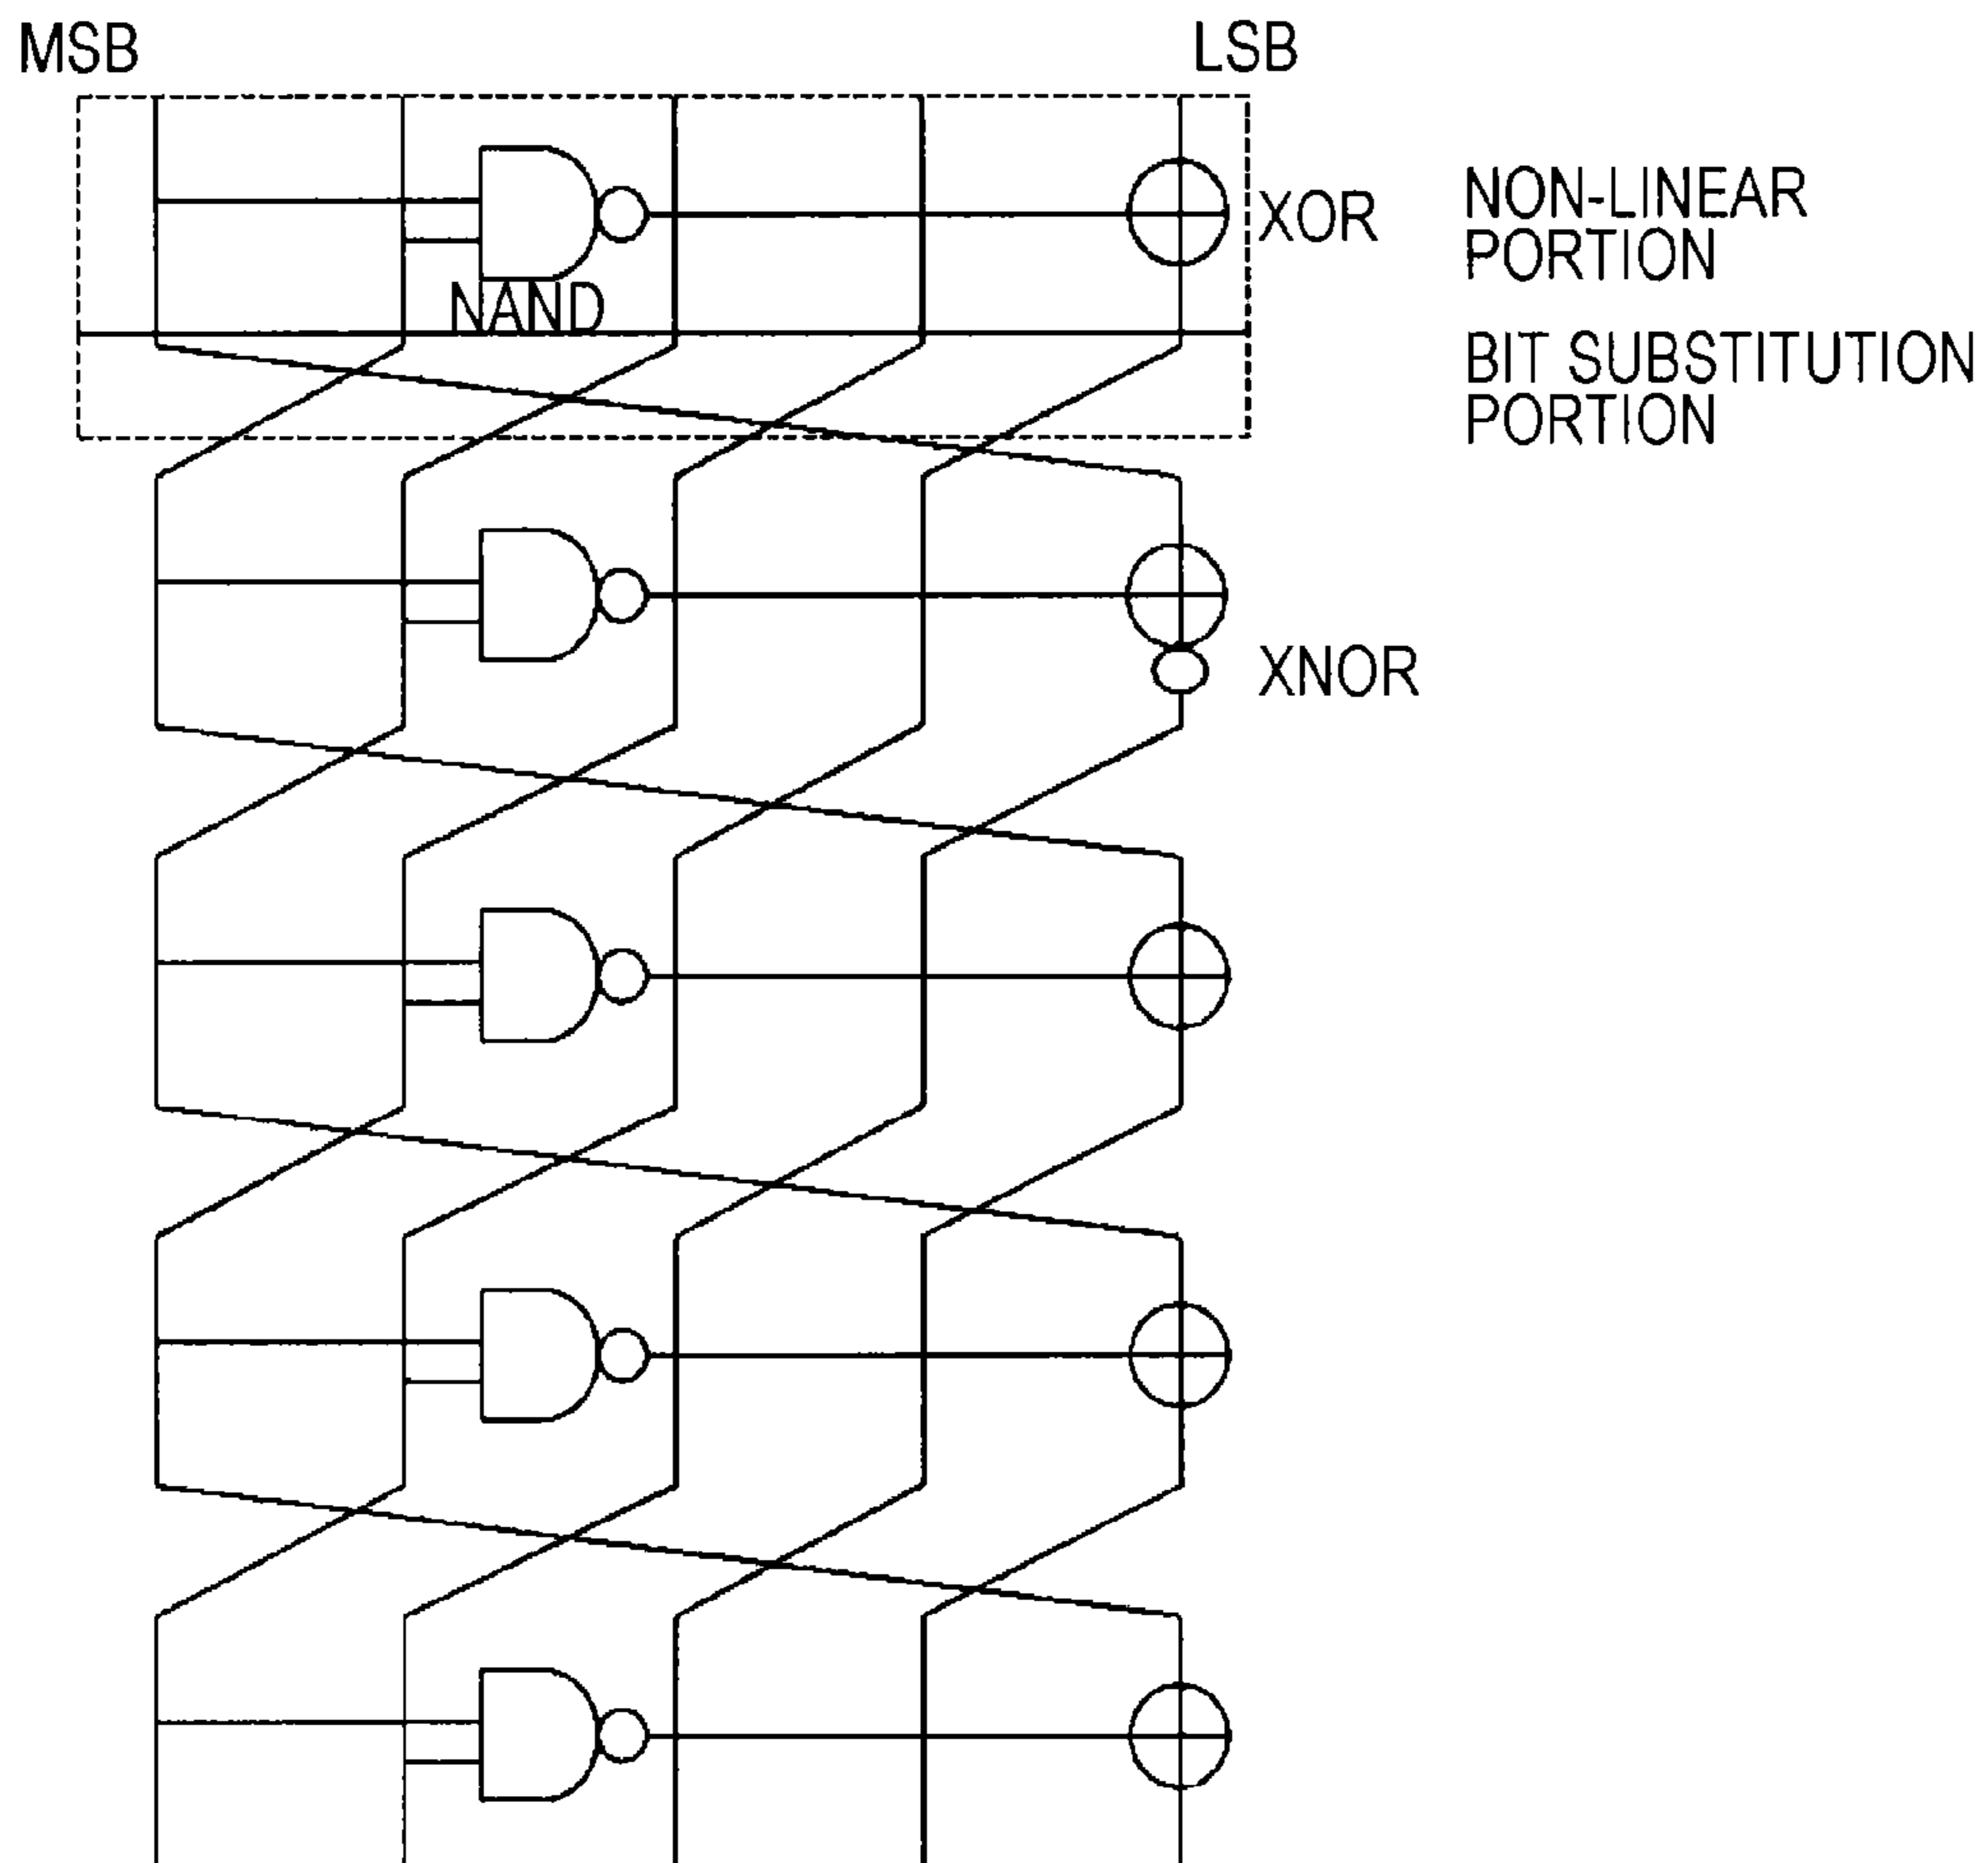 MSB
LSB
NAND
XOR
NON-LINEAR
PORTION
BIT SUBSTITUTION
PORTION
XNOR